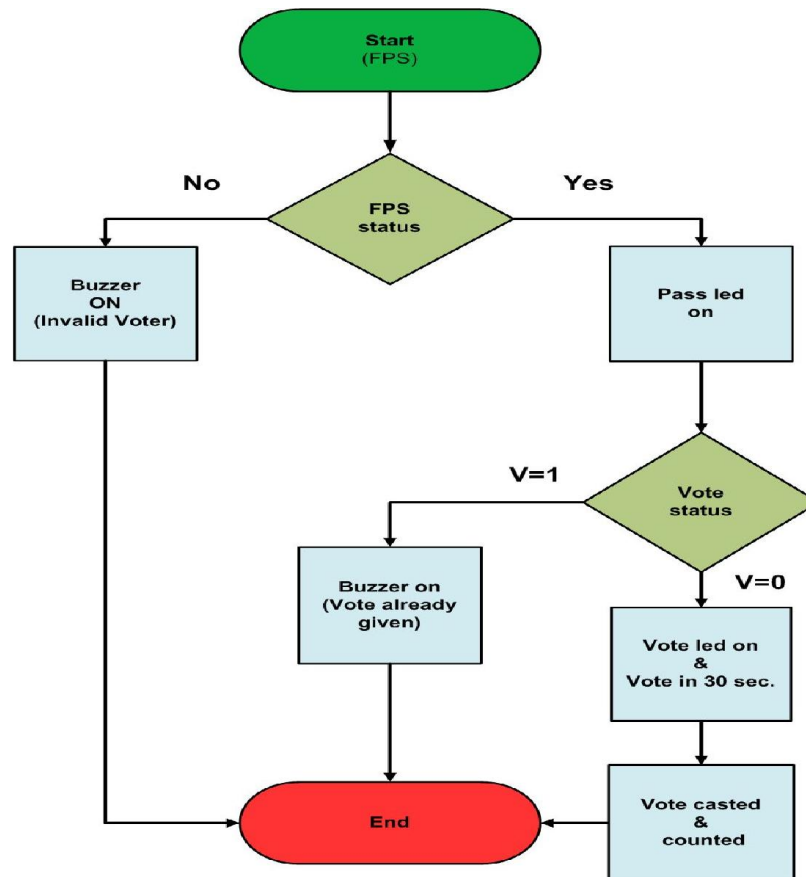 Start
(FPS)
No
Yes
FPS
status
Buzzer
ON
(Invalid Voter)
Pass led
on
V=1
Vote
status
V=0
Buzzer on
(Vote already
given)
Vote led on
&
Vote in 30 sec.
End
Vote casted
&
counted